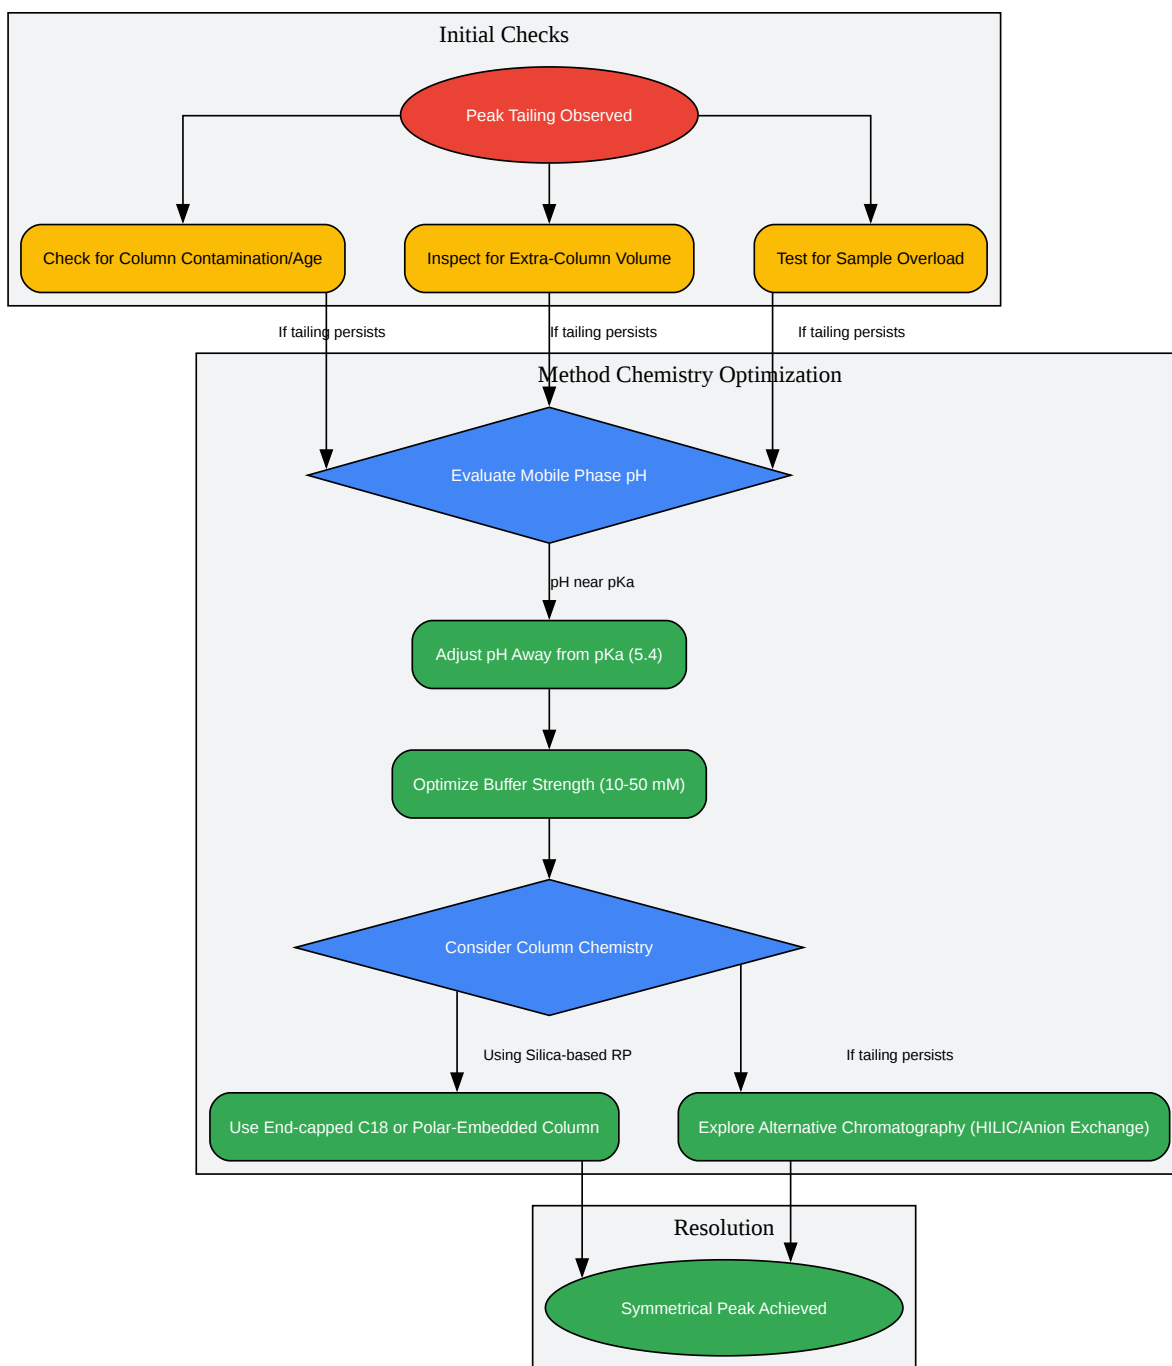 Initial Checks
Peak Tailing Observed
Check for Column Contamination/Age
Inspect for Extra-Column Volume
Test for Sample Overload
If tailing persists
If tailing persists
If tailing persists
Method Chemistry Optimization
Evaluate Mobile Phase pH
pH near pKa
Adjust pH Away from pKa (5.4)
Optimize Buffer Strength (10-50 mM)
Consider Column Chemistry
Using Silica-based RP
If tailing persists
Use End-capped C18 or Polar-Embedded Column
Explore Alternative Chromatography (HILIC/Anion Exchange)
Resolution
Symmetrical Peak Achieved